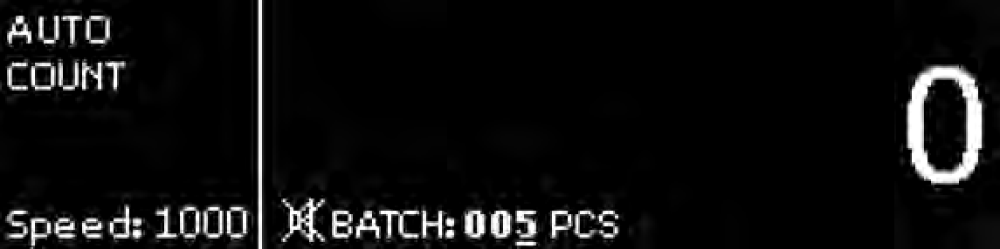 AUTO
COUNT
0
Speed: 1000
BATCH: 005 PCS